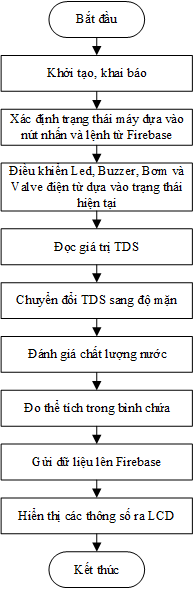 Bắt đầu
Khởi tạo, khai báo
Xác định trạng thái máy dựa vào
nút nhấn và lệnh từ Firebase
Điều khiển Led, Buzzer, Bơm và
Valve điện từ dựa vào trạng thái
hiện tại
Đọc giá trị TDS
Chuyển đổi TDS sang độ mặn
Đánh giá chất lượng nước
Đo thể tích trong bình chứa
Gửi dữ liệu lên Firebase
Hiển thị các thông số ra LCD
Kết thúc